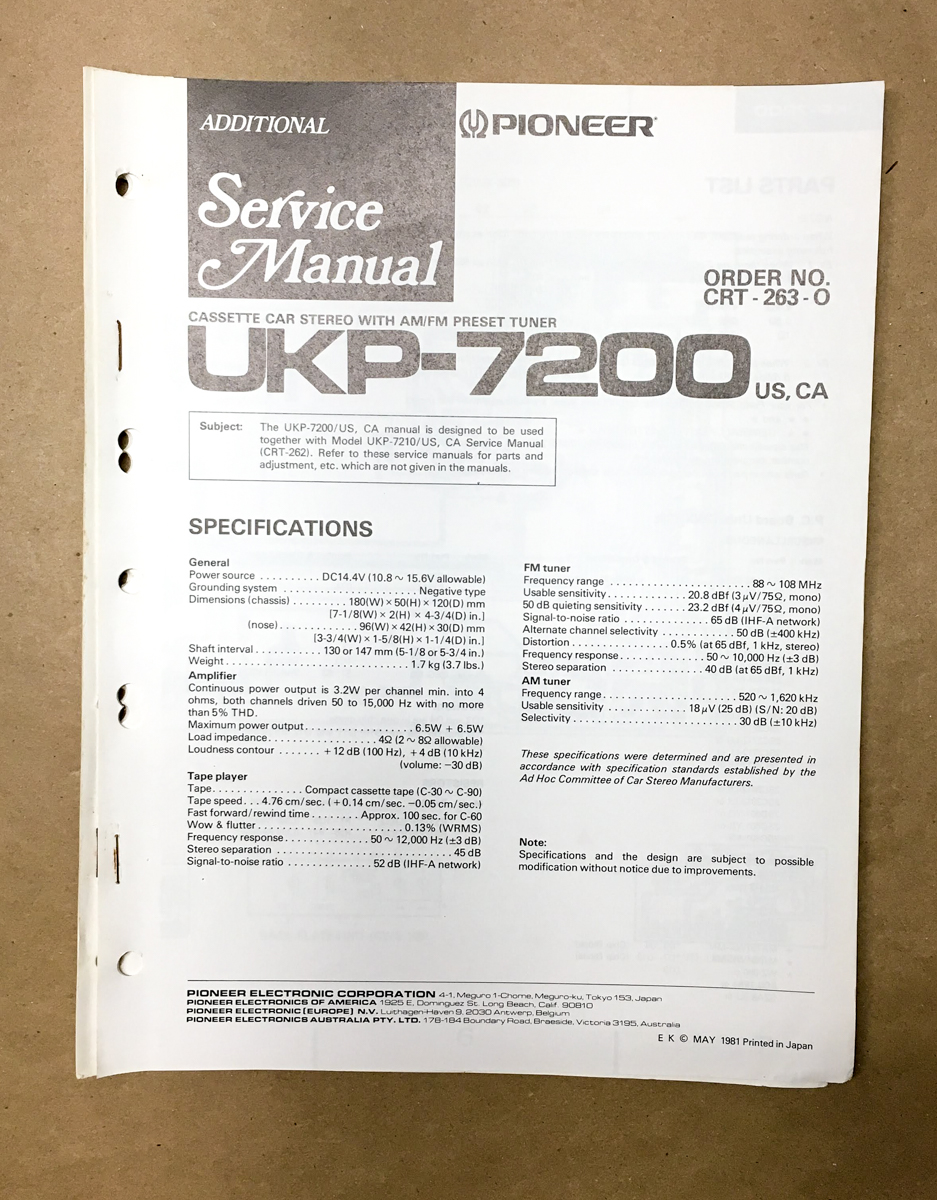 ADDITIONAL
Service
Manual
PIONEER
ORDER NO.
CRT - 263 - O
CASSETTE CAR STEREO WITH AM/FM PRESET TUNER
UKP-7200 US, CA
Subject: The UKP-7200/US, CA manual is designed to be used
together with Model UKP-7210/US, CA Service Manual
(CRT-262). Refer to these service manuals for parts and
adjustment, etc. which are not given in the manuals.
SPECIFICATIONS
General
Power source .......... DC14.4V (10.8 ~ 15.6V allowable)
Grounding system ....................... Negative type
Dimensions (chassis) ......... 180(W) × 50(H) × 120(D) mm
[7-1/8(W) × 2(H) × 4-3/4(D) in.]
(nose) ............ 96(W) × 42(H) × 30(D) mm
[3-3/4(W) × 1-5/8(H) × 1-1/4(D) in.]
Shaft interval ........... 130 or 147 mm (5-1/8 or 5-3/4 in.)
Weight ............................. 1.7 kg (3.7 lbs.)
Amplifier
Continuous power output is 3.2W per channel min. into 4
ohms, both channels driven 50 to 15,000 Hz with no more
than 5% THD.
Maximum power output .................. 6.5W + 6.5W
Load impedance ................. 4Ω (2 ~ 8Ω allowable)
Loudness contour ....... +12 dB (100 Hz), +4 dB (10 kHz)
(volume: −30 dB)
Tape player
Tape .............. Compact cassette tape (C-30 ~ C-90)
Tape speed ... 4.76 cm/sec. (+0.14 cm/sec. −0.05 cm/sec.)
Fast forward/rewind time ........ Approx. 100 sec. for C-60
Wow & flutter ....................... 0.13% (WRMS)
Frequency response ............. 50 ~ 12,000 Hz (±3 dB)
Stereo separation ............................ 45 dB
Signal-to-noise ratio ............. 52 dB (IHF-A network)
FM tuner
Frequency range ...................... 88 ~ 108 MHz
Usable sensitivity ............. 20.8 dBf (3 μV/75Ω, mono)
50 dB quieting sensitivity ....... 23.2 dBf (4 μV/75Ω, mono)
Signal-to-noise ratio ............. 65 dB (IHF-A network)
Alternate channel selectivity ........... 50 dB (±400 kHz)
Distortion .............. 0.5% (at 65 dBf, 1 kHz, stereo)
Frequency response ............. 50 ~ 10,000 Hz (±3 dB)
Stereo separation .............. 40 dB (at 65 dBf, 1 kHz)
AM tuner
Frequency range ..................... 520 ~ 1,620 kHz
Usable sensitivity ............ 18 μV (25 dB) (S/N: 20 dB)
Selectivity .......................... 30 dB (±10 kHz)
These specifications were determined and are presented in
accordance with specification standards established by the
Ad Hoc Committee of Car Stereo Manufacturers.
Note:
Specifications and the design are subject to possible
modification without notice due to improvements.
PIONEER ELECTRONIC CORPORATION 4-1, Meguro 1-Chome, Meguro-ku, Tokyo 153, Japan
PIONEER ELECTRONICS OF AMERICA 1925 E. Dominguez St. Long Beach, Calif. 90810
PIONEER ELECTRONIC (EUROPE) N.V. Luithagen-Haven 9, 2030 Antwerp, Belgium
PIONEER ELECTRONICS AUSTRALIA PTY. LTD. 178-184 Boundary Road, Braeside, Victoria 3195, Australia
E K © MAY 1981 Printed in Japan